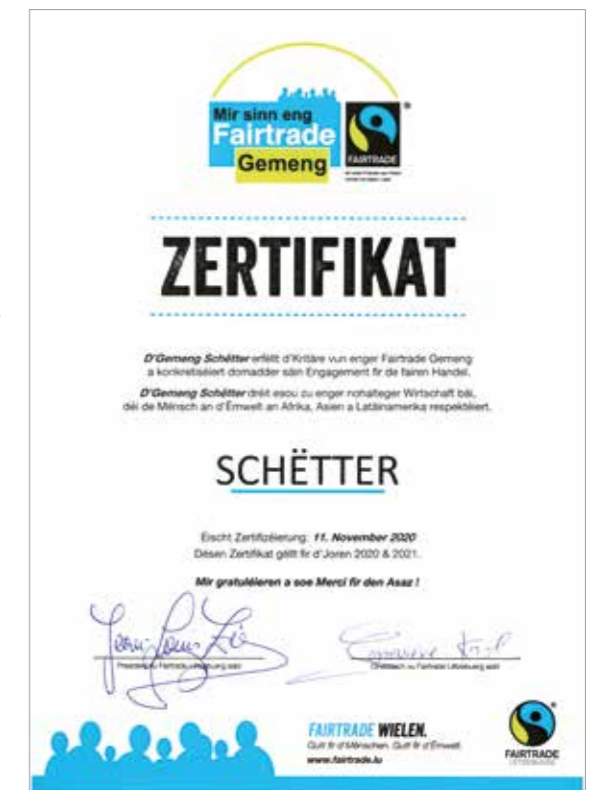 Mir sinn eng
Fairtrade
Gemeng
FAIRTRADE
ZERTIFIKAT
D'Gemeng Schëtter erfëllt d'Kritäre vun enger Fairtrade Gemeng
a konkretiséiert domadder säin Engagement fir de fairen Handel.
D'Gemeng Schëtter dréit esou zu enger nohalteger Wirtschaft bäi,
déi de Mënsch an d'Ëmwelt an Afrika, Asien a Latäinamerika respektéiert.
SCHËTTER
Eischt Zertifizéierung: 11. November 2020
Dësen Zertifikat gëllt fir d'Joren 2020 & 2021.
Mir gratuléieren a soe Merci fir den Asaz !
FAIRTRADE WIELEN.
Gutt fir d'Mënschen. Gutt fir d'Ëmwelt.
www.fairtrade.lu
FAIRTRADE
LËTZEBUERG